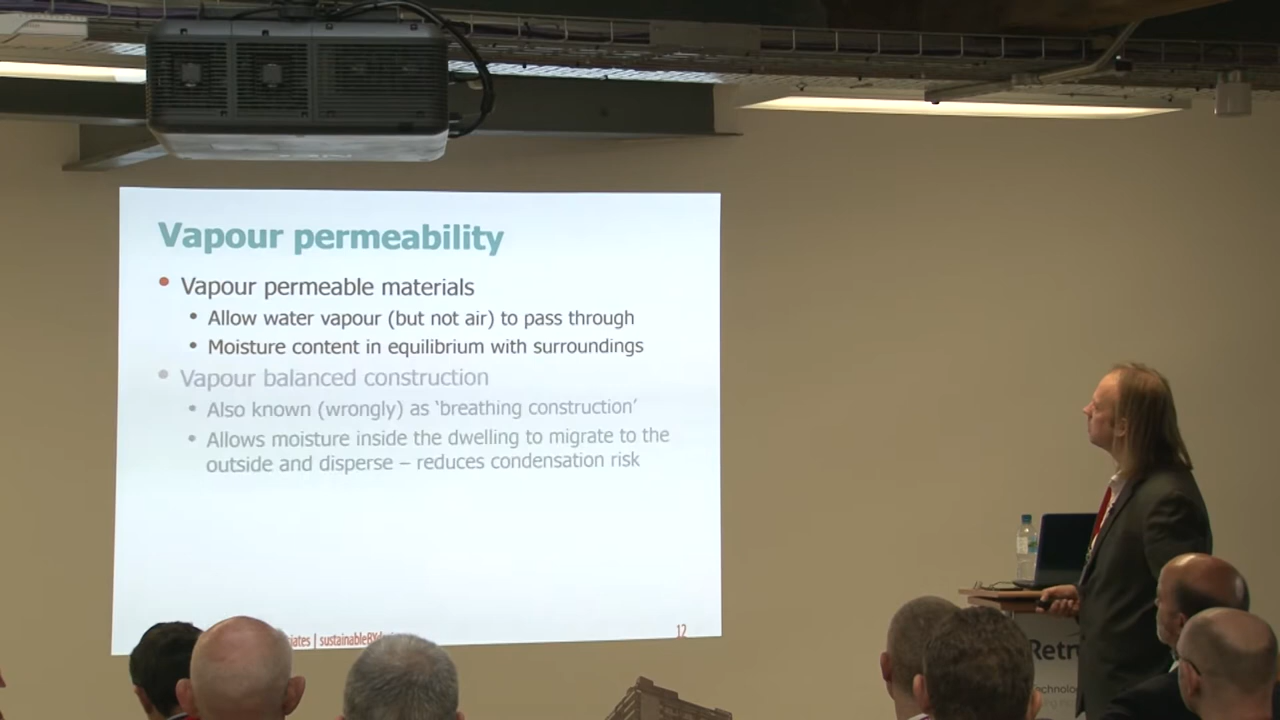 Vapour permeability
• Vapour permeable materials
• Allow water vapour (but not air) to pass through
• Moisture content in equilibrium with surroundings
• Vapour balanced construction
• Also known (wrongly) as ‘breathing construction’
• Allows moisture inside the dwelling to migrate to the
outside and disperse – reduces condensation risk
| 12